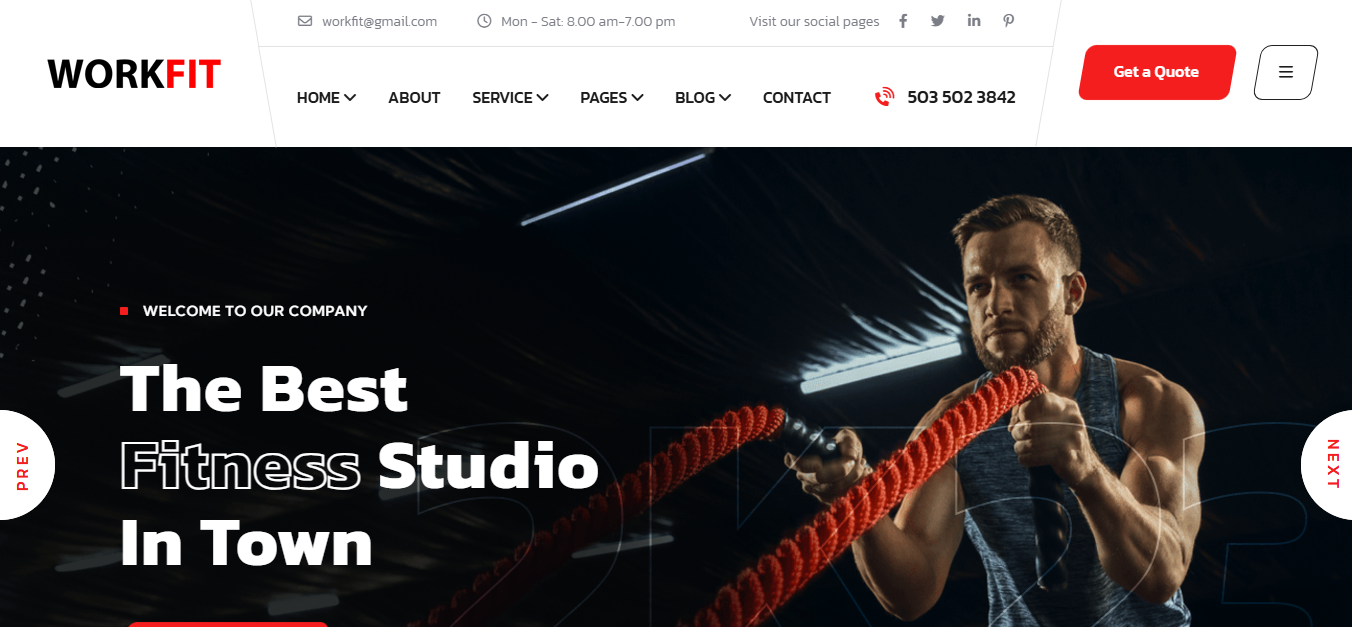 workfit@gmail.com
Mon - Sat: 8.00 am-7.00 pm
Visit our social pages
WORKFIT
HOME
ABOUT
SERVICE
PAGES
BLOG
CONTACT
503 502 3842
Get a Quote
WELCOME TO OUR COMPANY
The Best
Fitness Studio
In Town
PREV
NEXT
2K23